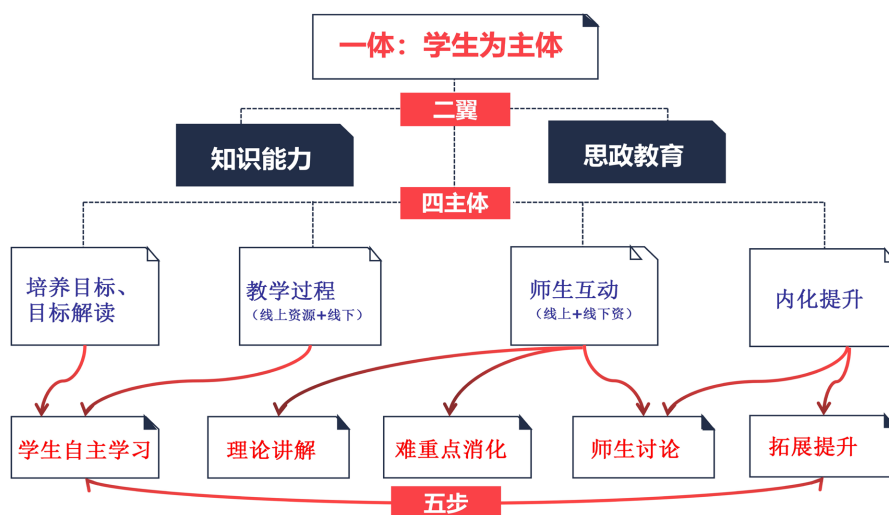 一体：学生为主体
二翼
知识能力
思政教育
四主体
培养目标、
目标解读
教学过程
（线上资源+线下）
师生互动
（线上+线下资）
内化提升
学生自主学习
理论讲解
难重点消化
师生讨论
拓展提升
五步